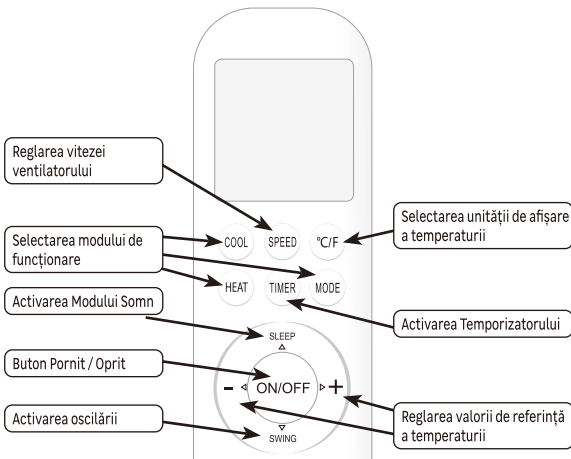 Reglarea vitezei
ventilatorului
Selectarea modului de
funcționare
Activarea Modului Somn
Buton Pornit / Oprit
Activarea oscilării
COOL
SPEED
℃/F
HEAT
TIMER
MODE
SLEEP
-
ON/OFF
+
SWING
Selectarea unității de afișare
a temperaturii
Activarea Temporizatorului
Reglarea valorii de referință
a temperaturii